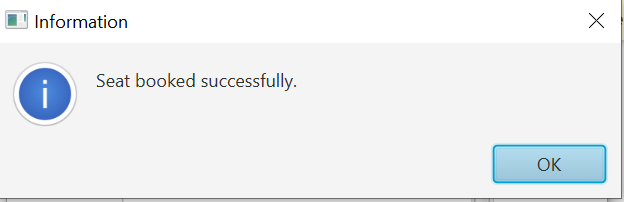 Information
Seat booked successfully.
OK